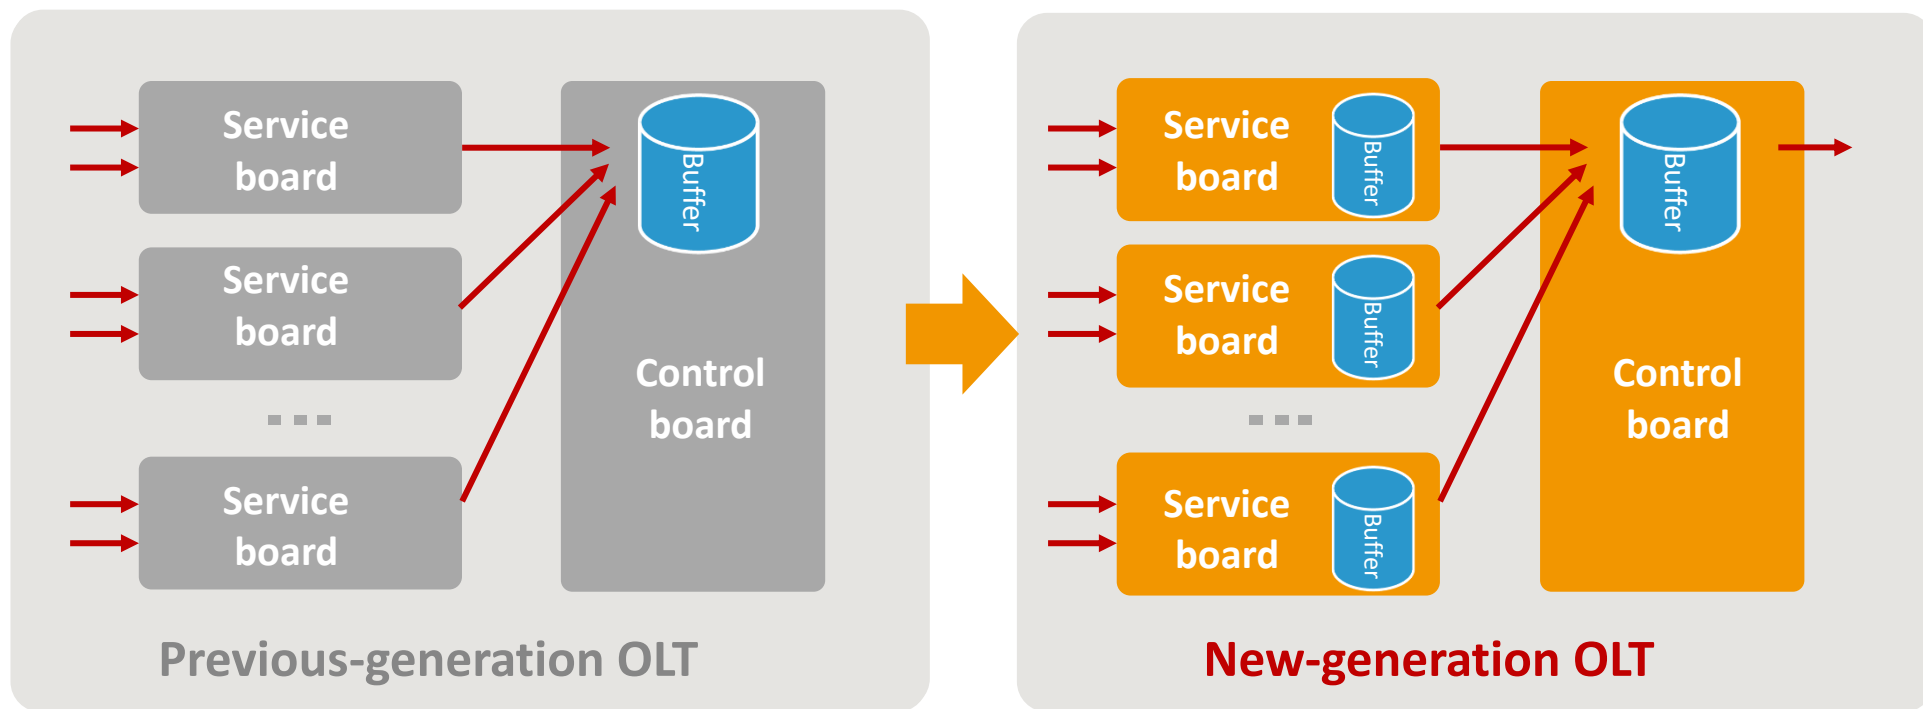 Service
board
Buffer
Service
board
Control
board
Service
board
Previous-generation OLT
Service
board
Buffer
Buffer
Service
board
Buffer
Control
board
Service
board
Buffer
New-generation OLT